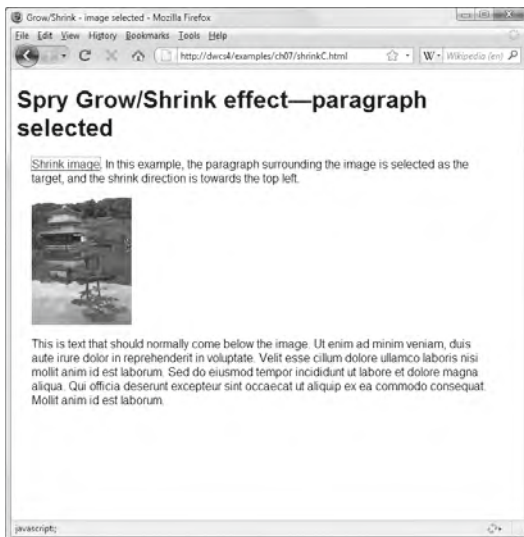 Grow/Shrink - image selected - Mozilla Firefox
File Edit View History Bookmarks Tools Help
http://dwcs4/examples/ch07/shrinkC.html
W Wikipedia (en)
Spry Grow/Shrink effect—paragraph
selected
Shrink image. In this example, the paragraph surrounding the image is selected as the
target, and the shrink direction is towards the top left.
This is text that should normally come below the image. Ut enim ad minim veniam, duis
aute irure dolor in reprehenderit in voluptate. Velit esse cillum dolore ullamco laboris nisi
mollit anim id est laborum. Sed do eiusmod tempor incididunt ut labore et dolore magna
aliqua. Qui officia deserunt excepteur sint occaecat ut aliquip ex ea commodo consequat.
Mollit anim id est laborum.
javascript:;